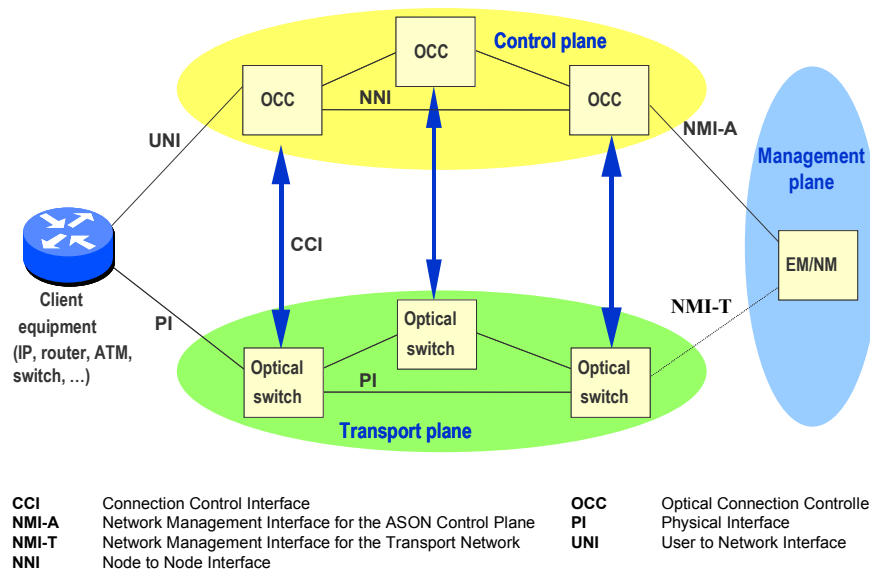 Control plane
OCC
OCC
NNI
OCC
UNI
NMI-A
Management
plane
CCI
EM/NM
Client
equipment
(IP, router, ATM,
switch, …)
PI
NMI-T
Optical
switch
Optical
switch
PI
Optical
switch
Transport plane
CCI Connection Control Interface
NMI-A Network Management Interface for the ASON Control Plane
NMI-T Network Management Interface for the Transport Network
NNI Node to Node Interface
OCC Optical Connection Controlle
PI Physical Interface
UNI User to Network Interface